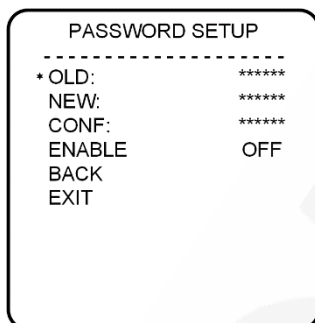 PASSWORD SETUP
- - - - - - - - - - - - - - - - - - - - - - -
* OLD: ******
NEW: ******
CONF: ******
ENABLE OFF
BACK
EXIT